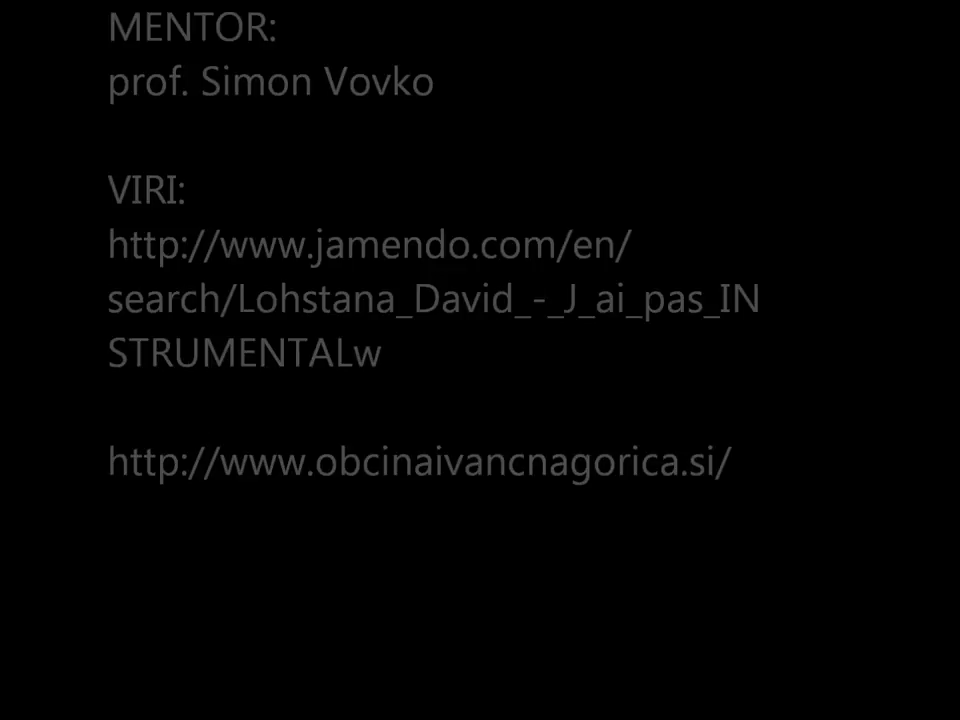 MENTOR:
prof. Simon Vovko
VIRI:
http://www.jamendo.com/en/
search/Lohstana_David_-_J_ai_pas_IN
STRUMENTALw
http://www.obcinaivancnagorica.si/